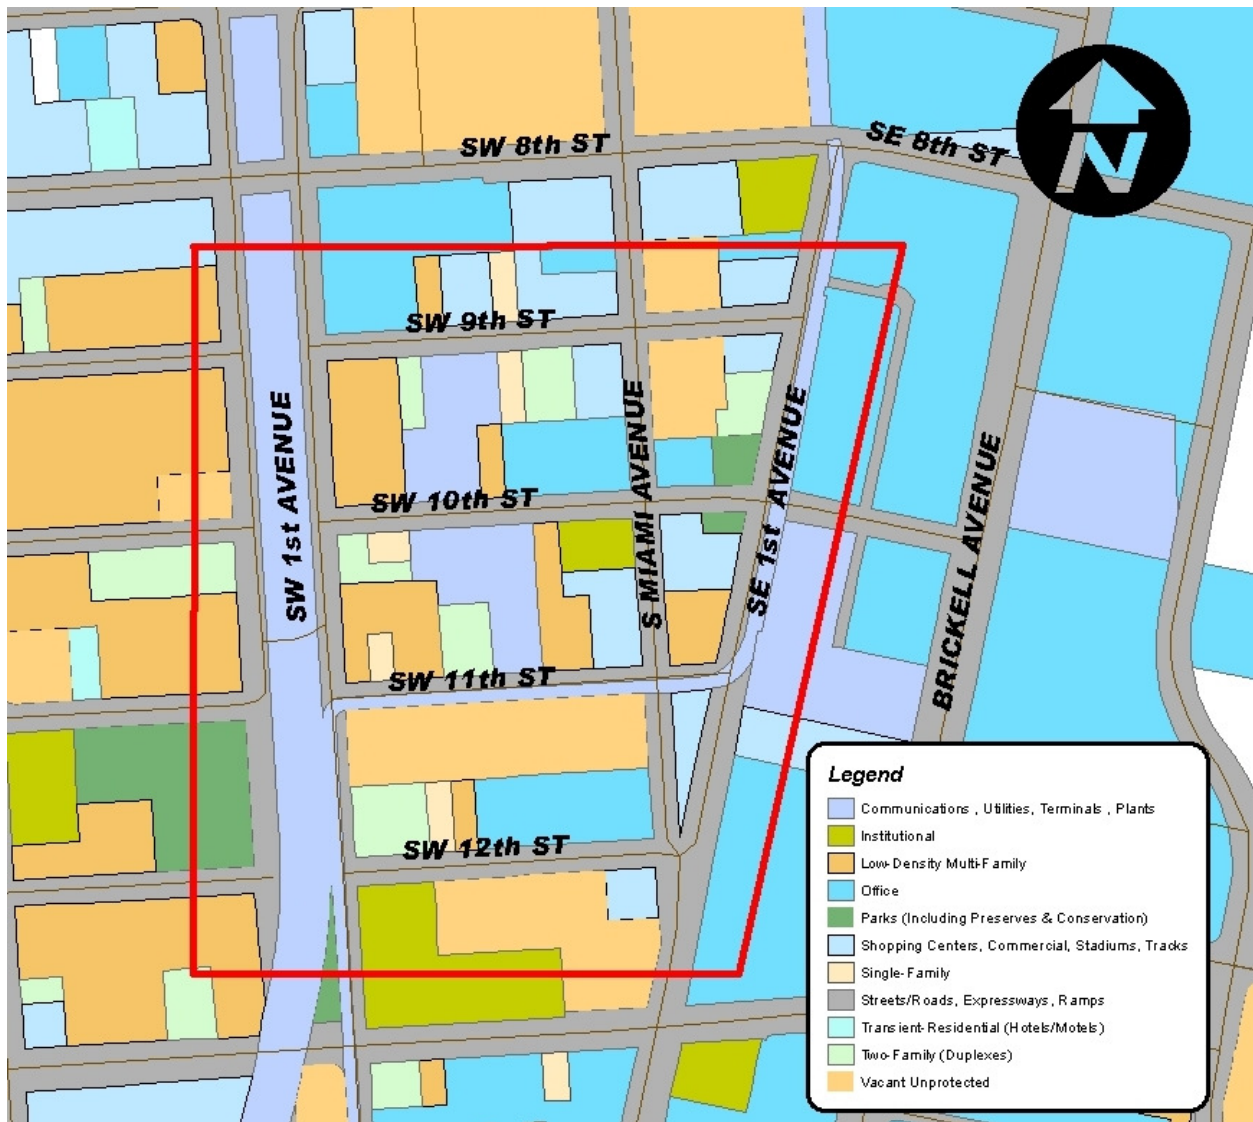 SW 8th ST
SE 8th ST
N
SW 9th ST
SW 1st AVENUE
S MIAMI AVENUE
SE 1st AVENUE
SW 10th ST
BRICKELL AVENUE
SW 11th ST
SW 12th ST
Legend
Communications , Utilities, Terminals , Plants
Institutional
Low-Density Multi-Family
Office
Parks (Including Preserves & Conservation)
Shopping Centers, Commercial, Stadiums, Tracks
Single-Family
Streets/Roads, Expressways, Ramps
Transient-Residential (Hotels/Motels)
Two-Family (Duplexes)
Vacant Unprotected